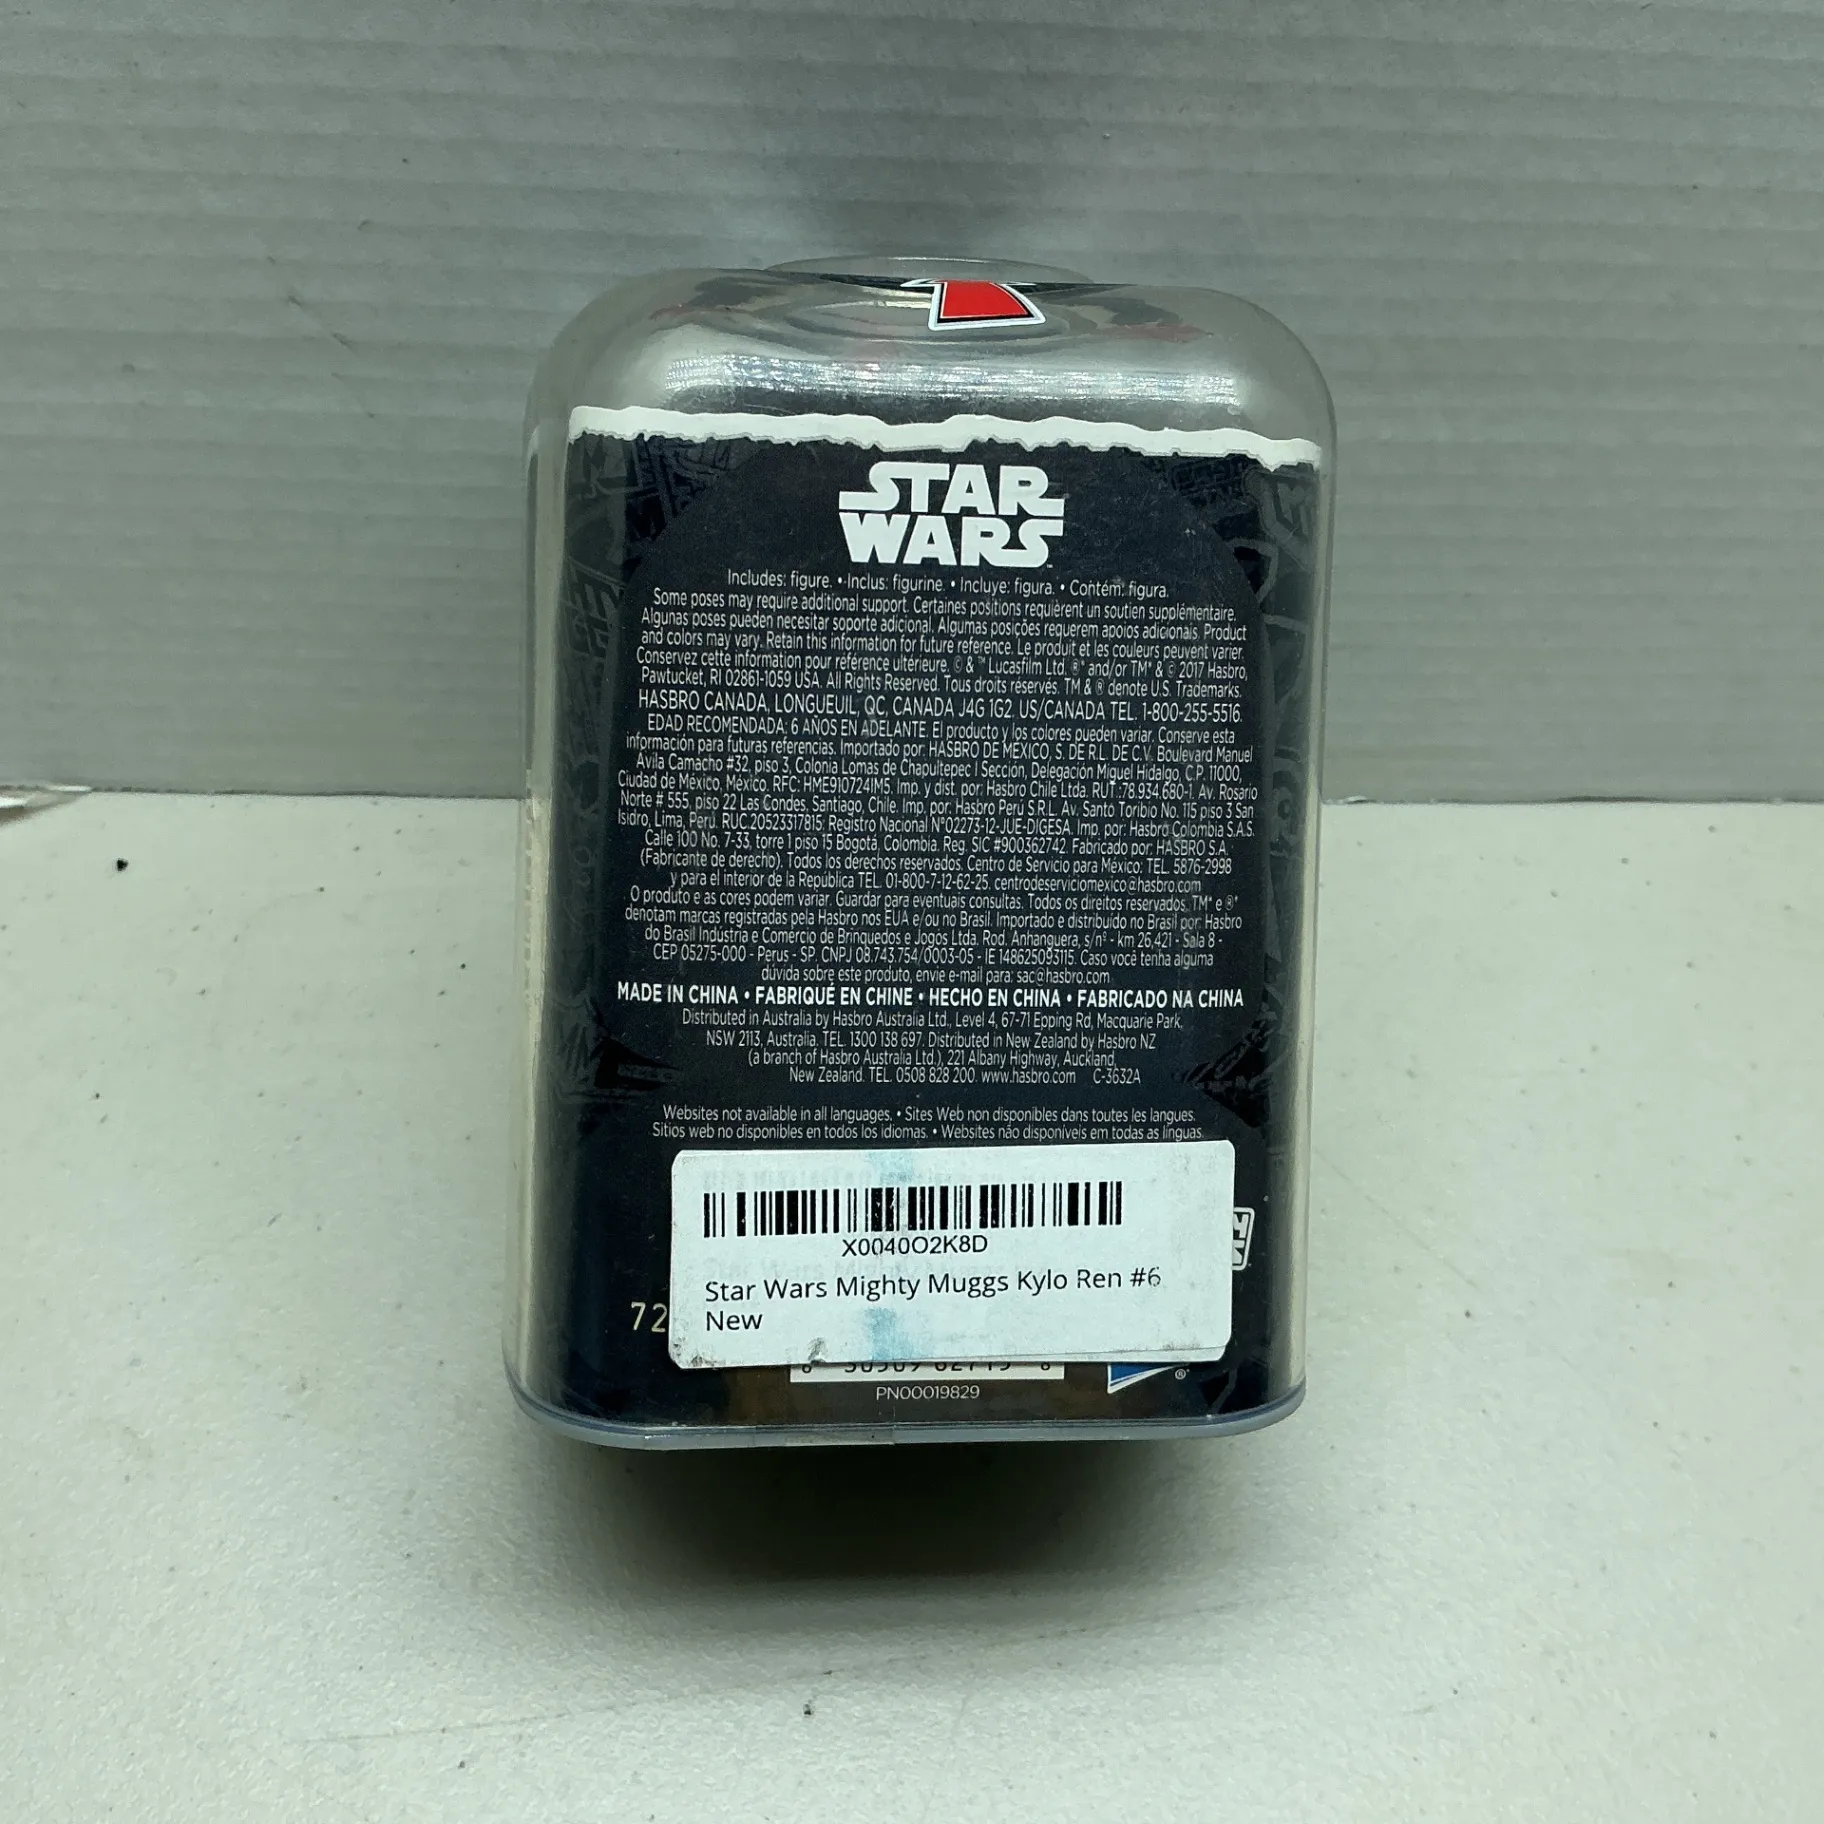 STAR
WARS
Includes: figure. • Inclus: figurine. • Incluye: figura. • Contém: figura.
Some poses may require additional support. Certaines positions requièrent un soutien supplémentaire.
Algunas poses pueden necesitar soporte adicional. Algumas posições requerem apoios adicionais. Product
and colors may vary. Retain this information for future reference. Le produit et les couleurs peuvent varier.
Conservez cette information pour référence ultérieure. © & ™ Lucasfilm Ltd. ®* and/or TM* & © 2017 Hasbro,
Pawtucket, RI 02861-1059 USA. All Rights Reserved. Tous droits réservés. TM & ® denote U.S. Trademarks.
HASBRO CANADA, LONGUEUIL, QC, CANADA J4G 1G2. US/CANADA TEL. 1-800-255-5516.
EDAD RECOMENDADA: 6 AÑOS EN ADELANTE. El producto y los colores pueden variar. Conserve esta
información para futuras referencias. Importado por: HASBRO DE MEXICO, S. DE R.L. DE C.V. Boulevard Manuel
Ávila Camacho #32, piso 3, Colonia Lomas de Chapultepec I Sección, Delegación Miguel Hidalgo, C.P. 11000,
Ciudad de México, México. RFC: HME910724IM5. Imp. y dist. por: Hasbro Chile Ltda. RUT.:78.934.680-1. Av. Rosario
Norte # 555, piso 22 Las Condes, Santiago, Chile. Imp. por: Hasbro Perú S.R.L. Av. Santo Toribio No. 115 piso 3 San
Isidro, Lima, Perú. RUC.20523317815; Registro Nacional N°02273-12-JUE-DIGESA. Imp. por: Hasbro Colombia S.A.S.
Calle 100 No. 7-33, torre 1 piso 15 Bogotá, Colombia. Reg. SIC #900362742. Fabricado por: HASBRO S.A.
(Fabricante de derecho). Todos los derechos reservados. Centro de Servicio para México: TEL. 5876-2998
y para el interior de la República TEL. 01-800-7-12-62-25. centrodeserviciomexico@hasbro.com
O produto e as cores podem variar. Guardar para eventuais consultas. Todos os direitos reservados. TM* e ®*
denotam marcas registradas pela Hasbro nos EUA e/ou no Brasil. Importado e distribuído no Brasil por: Hasbro
do Brasil Indústria e Comércio de Brinquedos e Jogos Ltda. Rod. Anhanguera, s/nº - km 26,421 - Sala 8 -
CEP 05275-000 - Perus - SP. CNPJ 08.743.754/0003-05 - IE 148625093115. Caso você tenha alguma
dúvida sobre este produto, envie e-mail para: sac@hasbro.com
MADE IN CHINA • FABRIQUÉ EN CHINE • HECHO EN CHINA • FABRICADO NA CHINA
Distributed in Australia by Hasbro Australia Ltd., Level 4, 67-71 Epping Rd, Macquarie Park,
NSW 2113, Australia. TEL. 1300 138 697. Distributed in New Zealand by Hasbro NZ
(a branch of Hasbro Australia Ltd.), 221 Albany Highway, Auckland,
New Zealand. TEL. 0508 828 200. www.hasbro.com C-3632A
Websites not available in all languages. • Sites Web non disponibles dans toutes les langues.
Sitios web no disponibles en todos los idiomas. • Websites não disponíveis em todas as línguas.
X0040O2K8D
Star Wars Mighty Muggs Kylo Ren #6
New
72
PN00019829